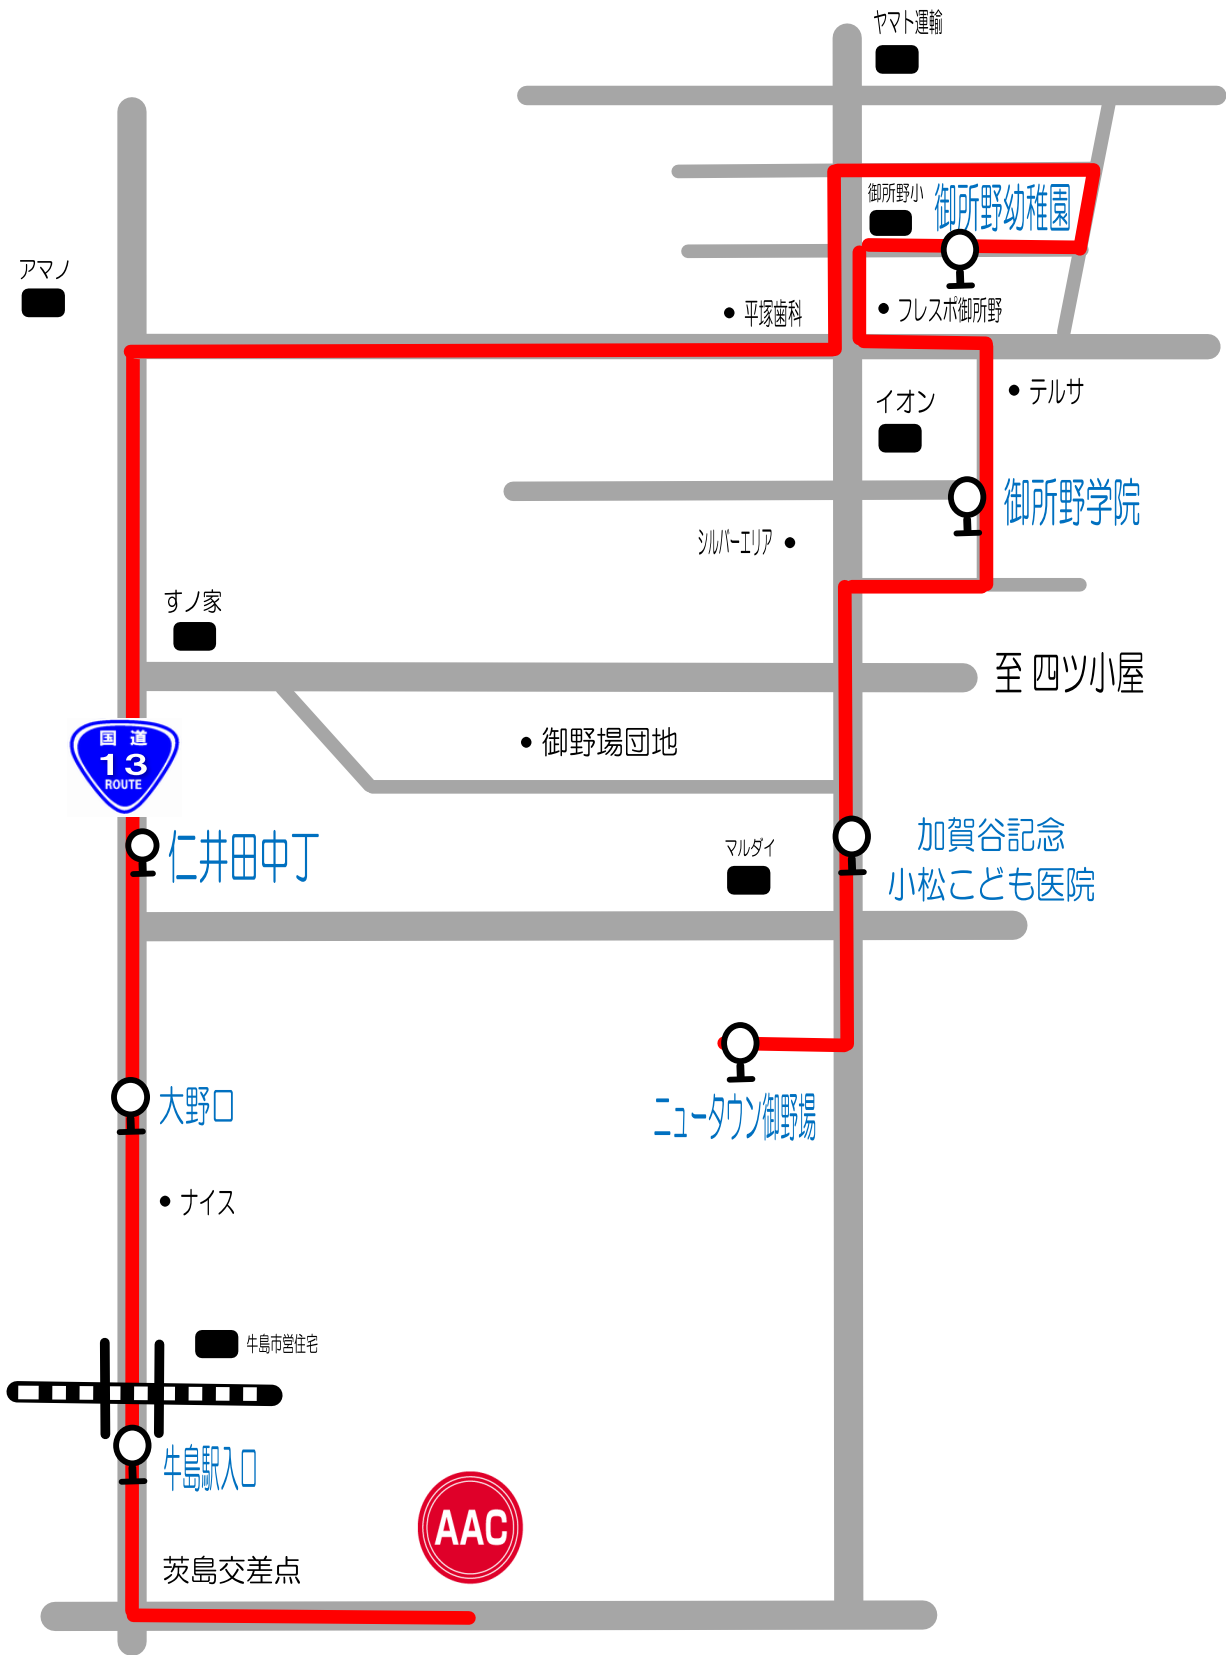 ヤマト運輸
御所野小
御所野幼稚園
アマノ
平塚歯科
フレスポ御所野
テルサ
イオン
御所野学院
シルバーエリア
すノ家
至 四ツ小屋
御野場団地
国道
13
ROUTE
仁井田中丁
マルダイ
加賀谷記念
小松こども医院
大野口
ニュータウン御野場
ナイス
牛島市営住宅
牛島駅入口
AAC
茨島交差点